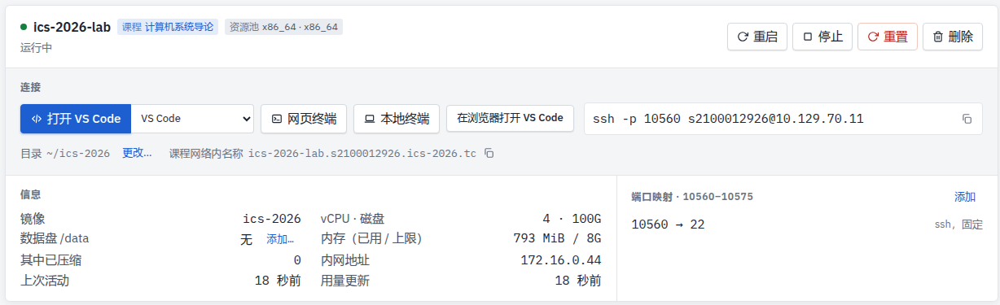 ics-2026-lab 课程 计算机系统导论 资源池 x86_64 · x86_64
运行中
重启 停止 重置 删除
连接
打开 VS Code VS Code 网页终端 本地终端 在浏览器打开 VS Code ssh -p 10560 s2100012926@10.129.70.11
目录 ~/ics-2026 更改… 课程网络内名称 ics-2026-lab.s2100012926.ics-2026.tc
信息
镜像 ics-2026 vCPU · 磁盘 4 · 100G
数据盘 /data 无 添加… 内存（已用 / 上限） 793 MiB / 8G
其中已压缩 0 内网地址 172.16.0.44
上次活动 18 秒前 用量更新 18 秒前
端口映射 · 10560–10575 添加
10560 → 22 ssh，固定